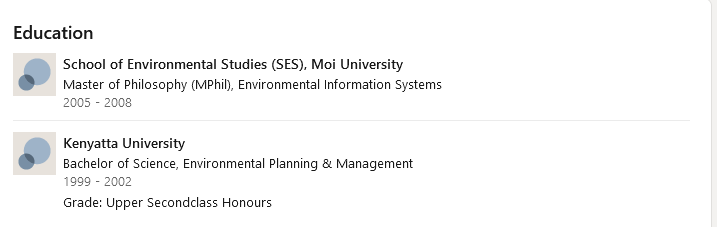 Education
School of Environmental Studies (SES), Moi University
Master of Philosophy (MPhil), Environmental Information Systems
2005 - 2008
Kenyatta University
Bachelor of Science, Environmental Planning & Management
1999 - 2002
Grade: Upper Secondclass Honours